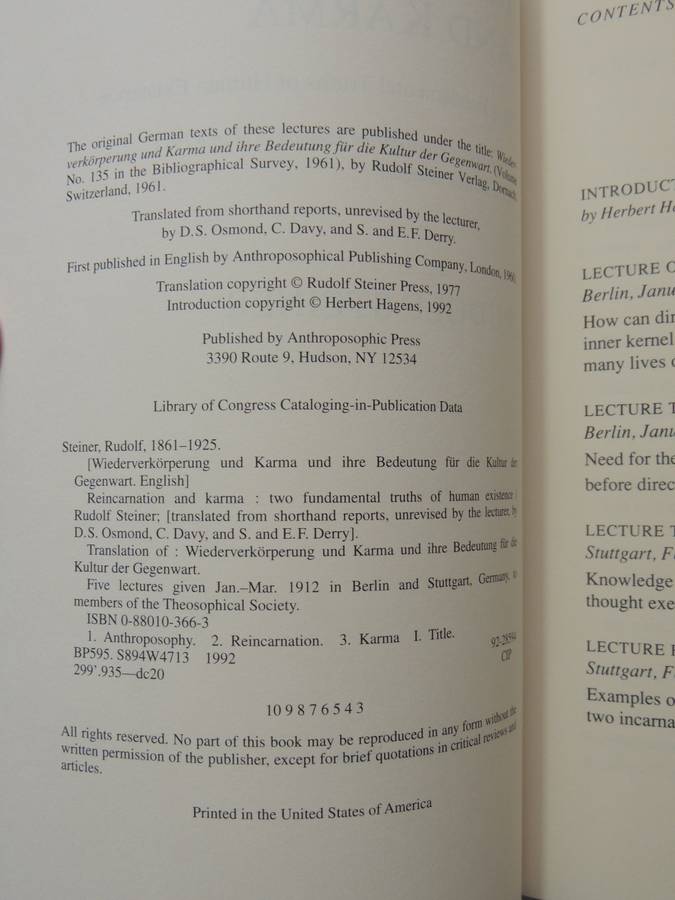 ND KARMA
The original German texts of these lectures are published under the title: Wieder-
verkörperung und Karma und ihre Bedeutung für die Kultur der Gegenwart. (Volume
No. 135 in the Bibliographical Survey, 1961), by Rudolf Steiner Verlag, Dornach,
Switzerland, 1961.
Translated from shorthand reports, unrevised by the lecturer,
by D.S. Osmond, C. Davy, and S. and E.F. Derry.
First published in English by Anthroposophical Publishing Company, London, 1960.
Translation copyright © Rudolf Steiner Press, 1977
Introduction copyright © Herbert Hagens, 1992
Published by Anthroposophic Press
3390 Route 9, Hudson, NY 12534
Library of Congress Cataloging-in-Publication Data
Steiner, Rudolf, 1861–1925.
[Wiederverkörperung und Karma und ihre Bedeutung für die Kultur der
Gegenwart. English]
Reincarnation and karma : two fundamental truths of human existence /
Rudolf Steiner; [translated from shorthand reports, unrevised by the lecturer, by
D.S. Osmond, C. Davy, and S. and E.F. Derry].
Translation of : Wiederverkörperung und Karma und ihre Bedeutung für die
Kultur der Gegenwart.
Five lectures given Jan.–Mar. 1912 in Berlin and Stuttgart, Germany, to
members of the Theosophical Society.
ISBN 0-88010-366-3
1. Anthroposophy. 2. Reincarnation. 3. Karma I. Title.
BP595. S894W4713 1992 92-28594
299'.935—dc20 CIP
10 9 8 7 6 5 4 3
All rights reserved. No part of this book may be reproduced in any form without the
written permission of the publisher, except for brief quotations in critical reviews and
articles.
Printed in the United States of America
CONTENTS
INTRODUCT
by Herbert Ha
LECTURE O
Berlin, Janu
How can dir
inner kernel
many lives o
LECTURE T
Berlin, Janu
Need for the
before direc
LECTURE T
Stuttgart, F
Knowledge
thought exe
LECTURE F
Stuttgart, F
Examples o
two incarna